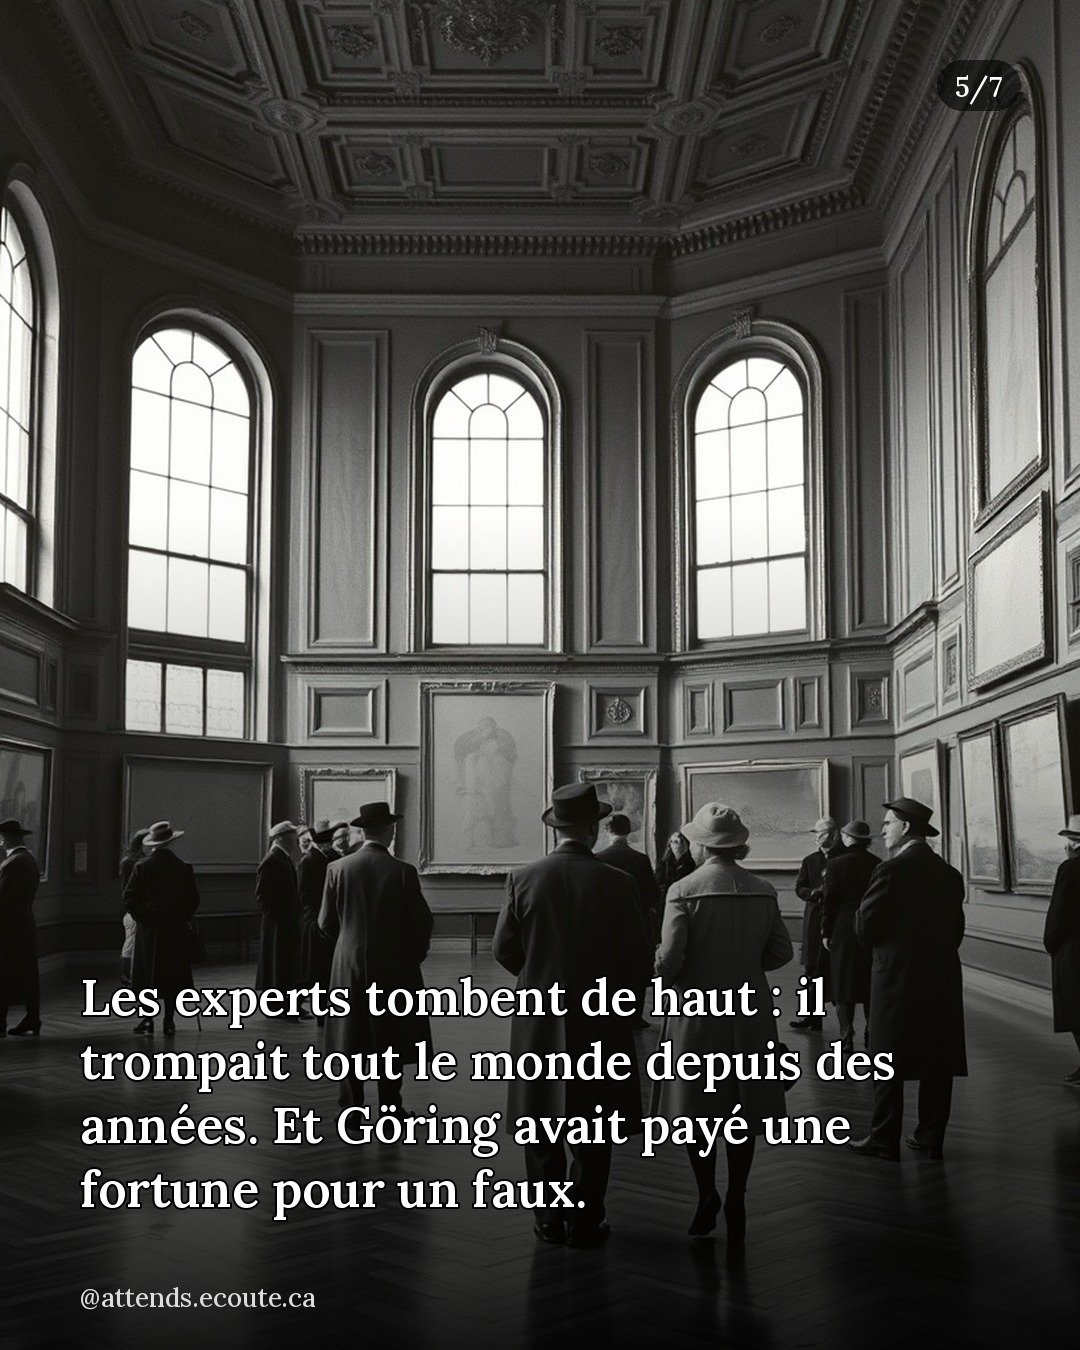 5/7
Les experts tombent de haut : il
trompait tout le monde depuis des
années. Et Göring avait payé une
fortune pour un faux.
@attends.ecoute.ca